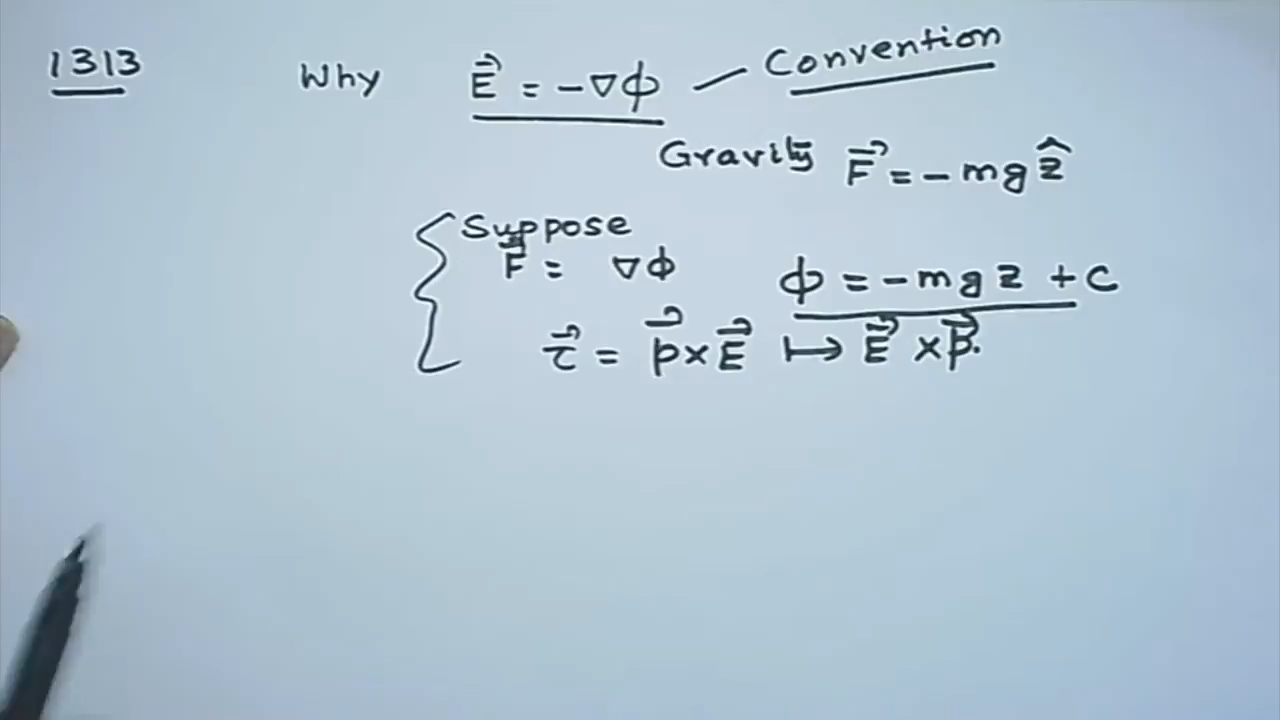 1313 Why E⃗ = -∇ϕ — Convention
Gravity F⃗ = -mg ẑ
Suppose
F⃗ = ∇ϕ ϕ = -mgz + C
τ⃗ = p⃗ × E⃗ ↦ E⃗ × p⃗.